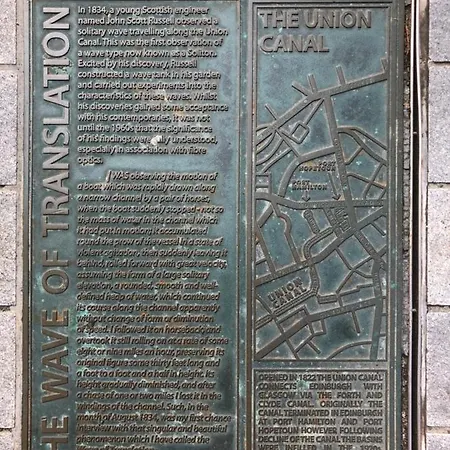 THE WAVE OF TRANSLATION
In 1834, a young Scottish engineer
named John Scott Russell observed a
solitary wave travelling along the Union
Canal. This was the first observation of
a wave type now known as a Soliton.
Excited by his discovery, Russell
constructed a wave tank in his garden
and carried out experiments into the
characteristics of these waves. Whilst
his discoveries gained some acceptance
with his contemporaries, it was not
until the 1960s that the significance
of his findings were fully understood,
especially in association with fibre
optics.
I WAS observing the motion of
a boat which was rapidly drawn along
a narrow channel by a pair of horses,
when the boat suddenly stopped - not so
the mass of water in the channel which
it had put in motion; it accumulated
round the prow of the vessel in a state of
violent agitation, then suddenly leaving it
behind, rolled forward with great velocity,
assuming the form of a large solitary
elevation, a rounded, smooth and well-
defined heap of water, which continued
its course along the channel apparently
without change of form or diminution
of speed. I followed it on horseback, and
overtook it still rolling on at a rate of some
eight or nine miles an hour, preserving its
original figure some thirty feet long and
a foot to a foot and a half in height. Its
height gradually diminished, and after
a chase of one or two miles I lost it in the
windings of the channel. Such, in the
month of August 1834, was my first chance
interview with that singular and beautiful
phenomenon which I have called the
THE UNION
CANAL
PORT
HOPETOUN
PORT
HAMILTON
UNION
CANAL
OPENED IN 1822 THE UNION CANAL
CONNECTS EDINBURGH WITH
GLASGOW VIA THE FORTH AND
CLYDE CANAL. ORIGINALLY THE
CANAL TERMINATED IN EDINBURGH
AT PORT HAMILTON AND PORT
HOPETOUN HOWEVER FOLLOWING
DECLINE OF THE CANAL THE BASINS
WERE INFILLED IN THE 1920s